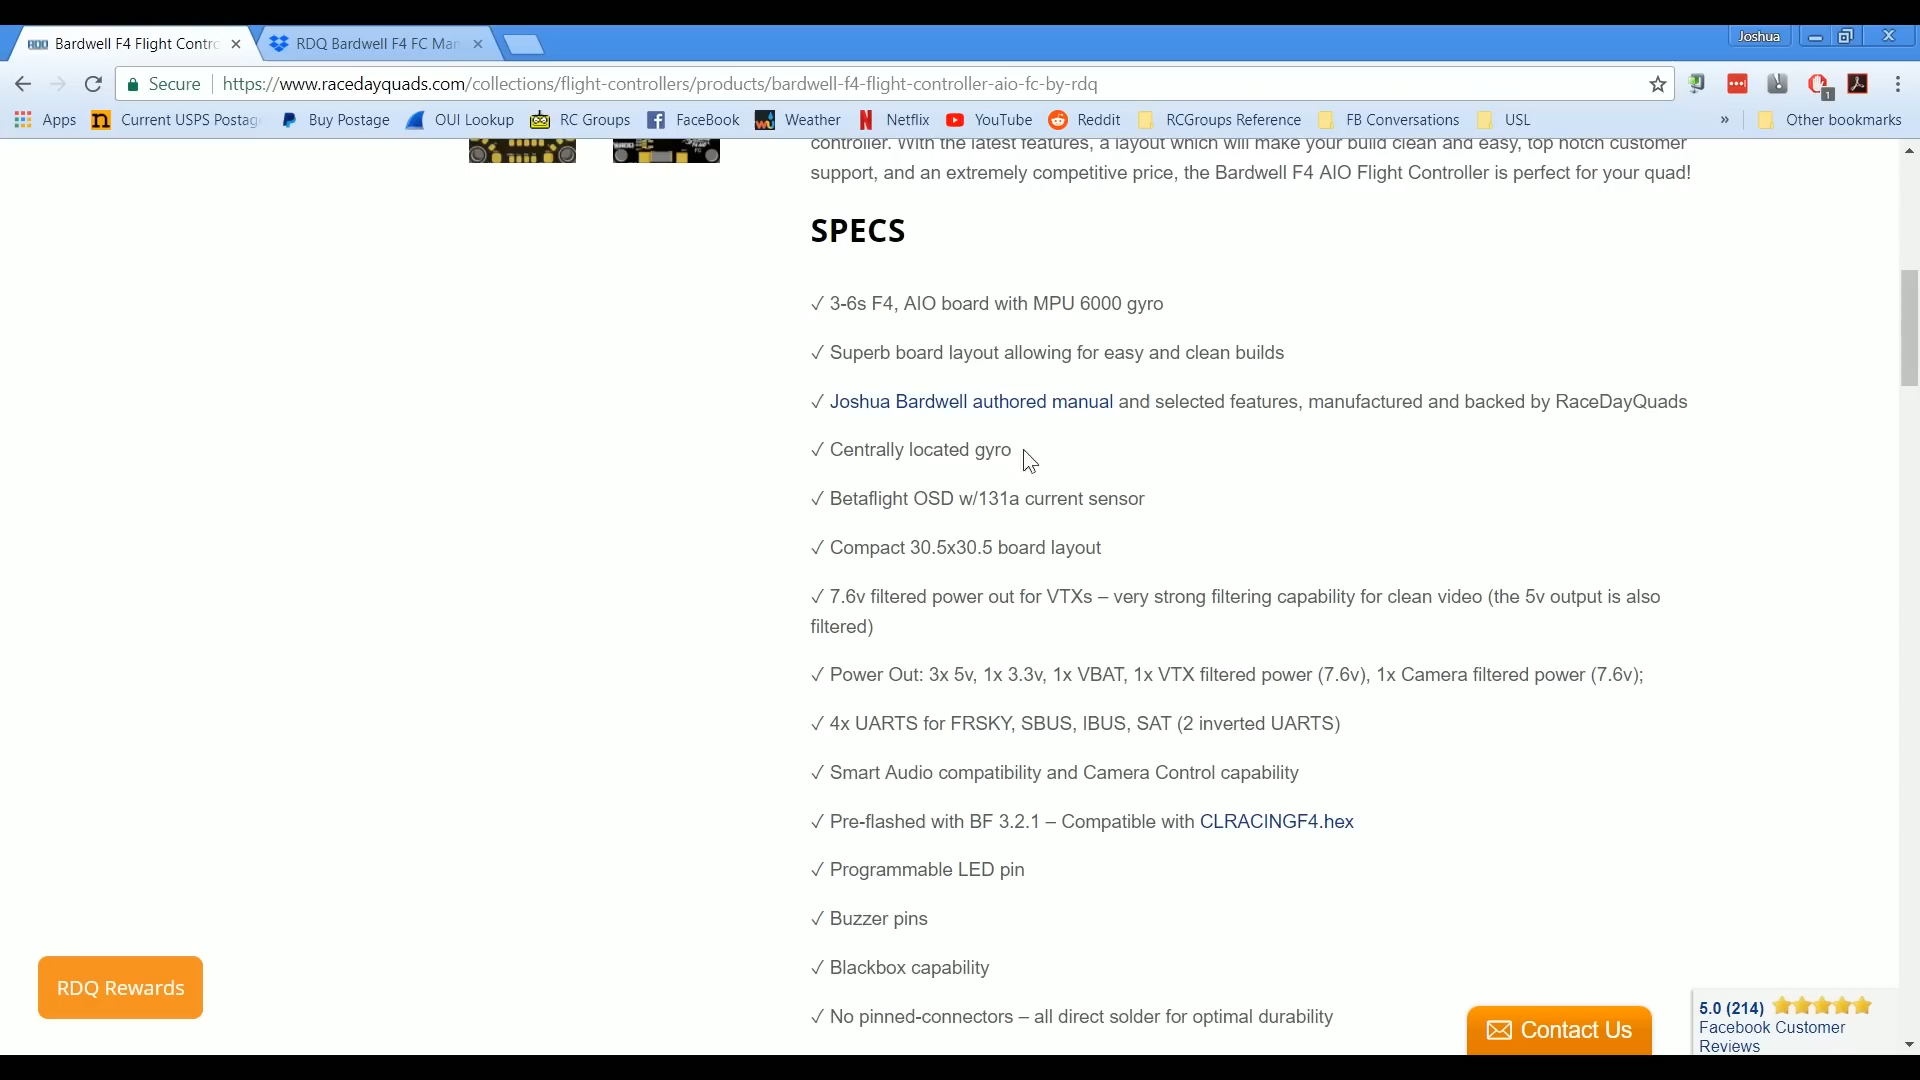 Bardwell F4 Flight Contro
RDQ Bardwell F4 FC Man
Joshua
Secure
https://www.racedayquads.com/collections/flight-controllers/products/bardwell-f4-flight-controller-aio-fc-by-rdq
1
Apps
Current USPS Postag
Buy Postage
OUI Lookup
RC Groups
FaceBook
Weather
Netflix
YouTube
Reddit
RCGroups Reference
FB Conversations
USL
»
Other bookmarks
controller. With the latest features, a layout which will make your build clean and easy, top notch customer
support, and an extremely competitive price, the Bardwell F4 AIO Flight Controller is perfect for your quad!
SPECS
✓ 3-6s F4, AIO board with MPU 6000 gyro
✓ Superb board layout allowing for easy and clean builds
✓ Joshua Bardwell authored manual and selected features, manufactured and backed by RaceDayQuads
✓ Centrally located gyro
✓ Betaflight OSD w/131a current sensor
✓ Compact 30.5x30.5 board layout
✓ 7.6v filtered power out for VTXs – very strong filtering capability for clean video (the 5v output is also
filtered)
✓ Power Out: 3x 5v, 1x 3.3v, 1x VBAT, 1x VTX filtered power (7.6v), 1x Camera filtered power (7.6v);
✓ 4x UARTS for FRSKY, SBUS, IBUS, SAT (2 inverted UARTS)
✓ Smart Audio compatibility and Camera Control capability
✓ Pre-flashed with BF 3.2.1 – Compatible with CLRACINGF4.hex
✓ Programmable LED pin
✓ Buzzer pins
✓ Blackbox capability
✓ No pinned-connectors – all direct solder for optimal durability
RDQ Rewards
Contact Us
5.0 (214)
Facebook Customer
Reviews